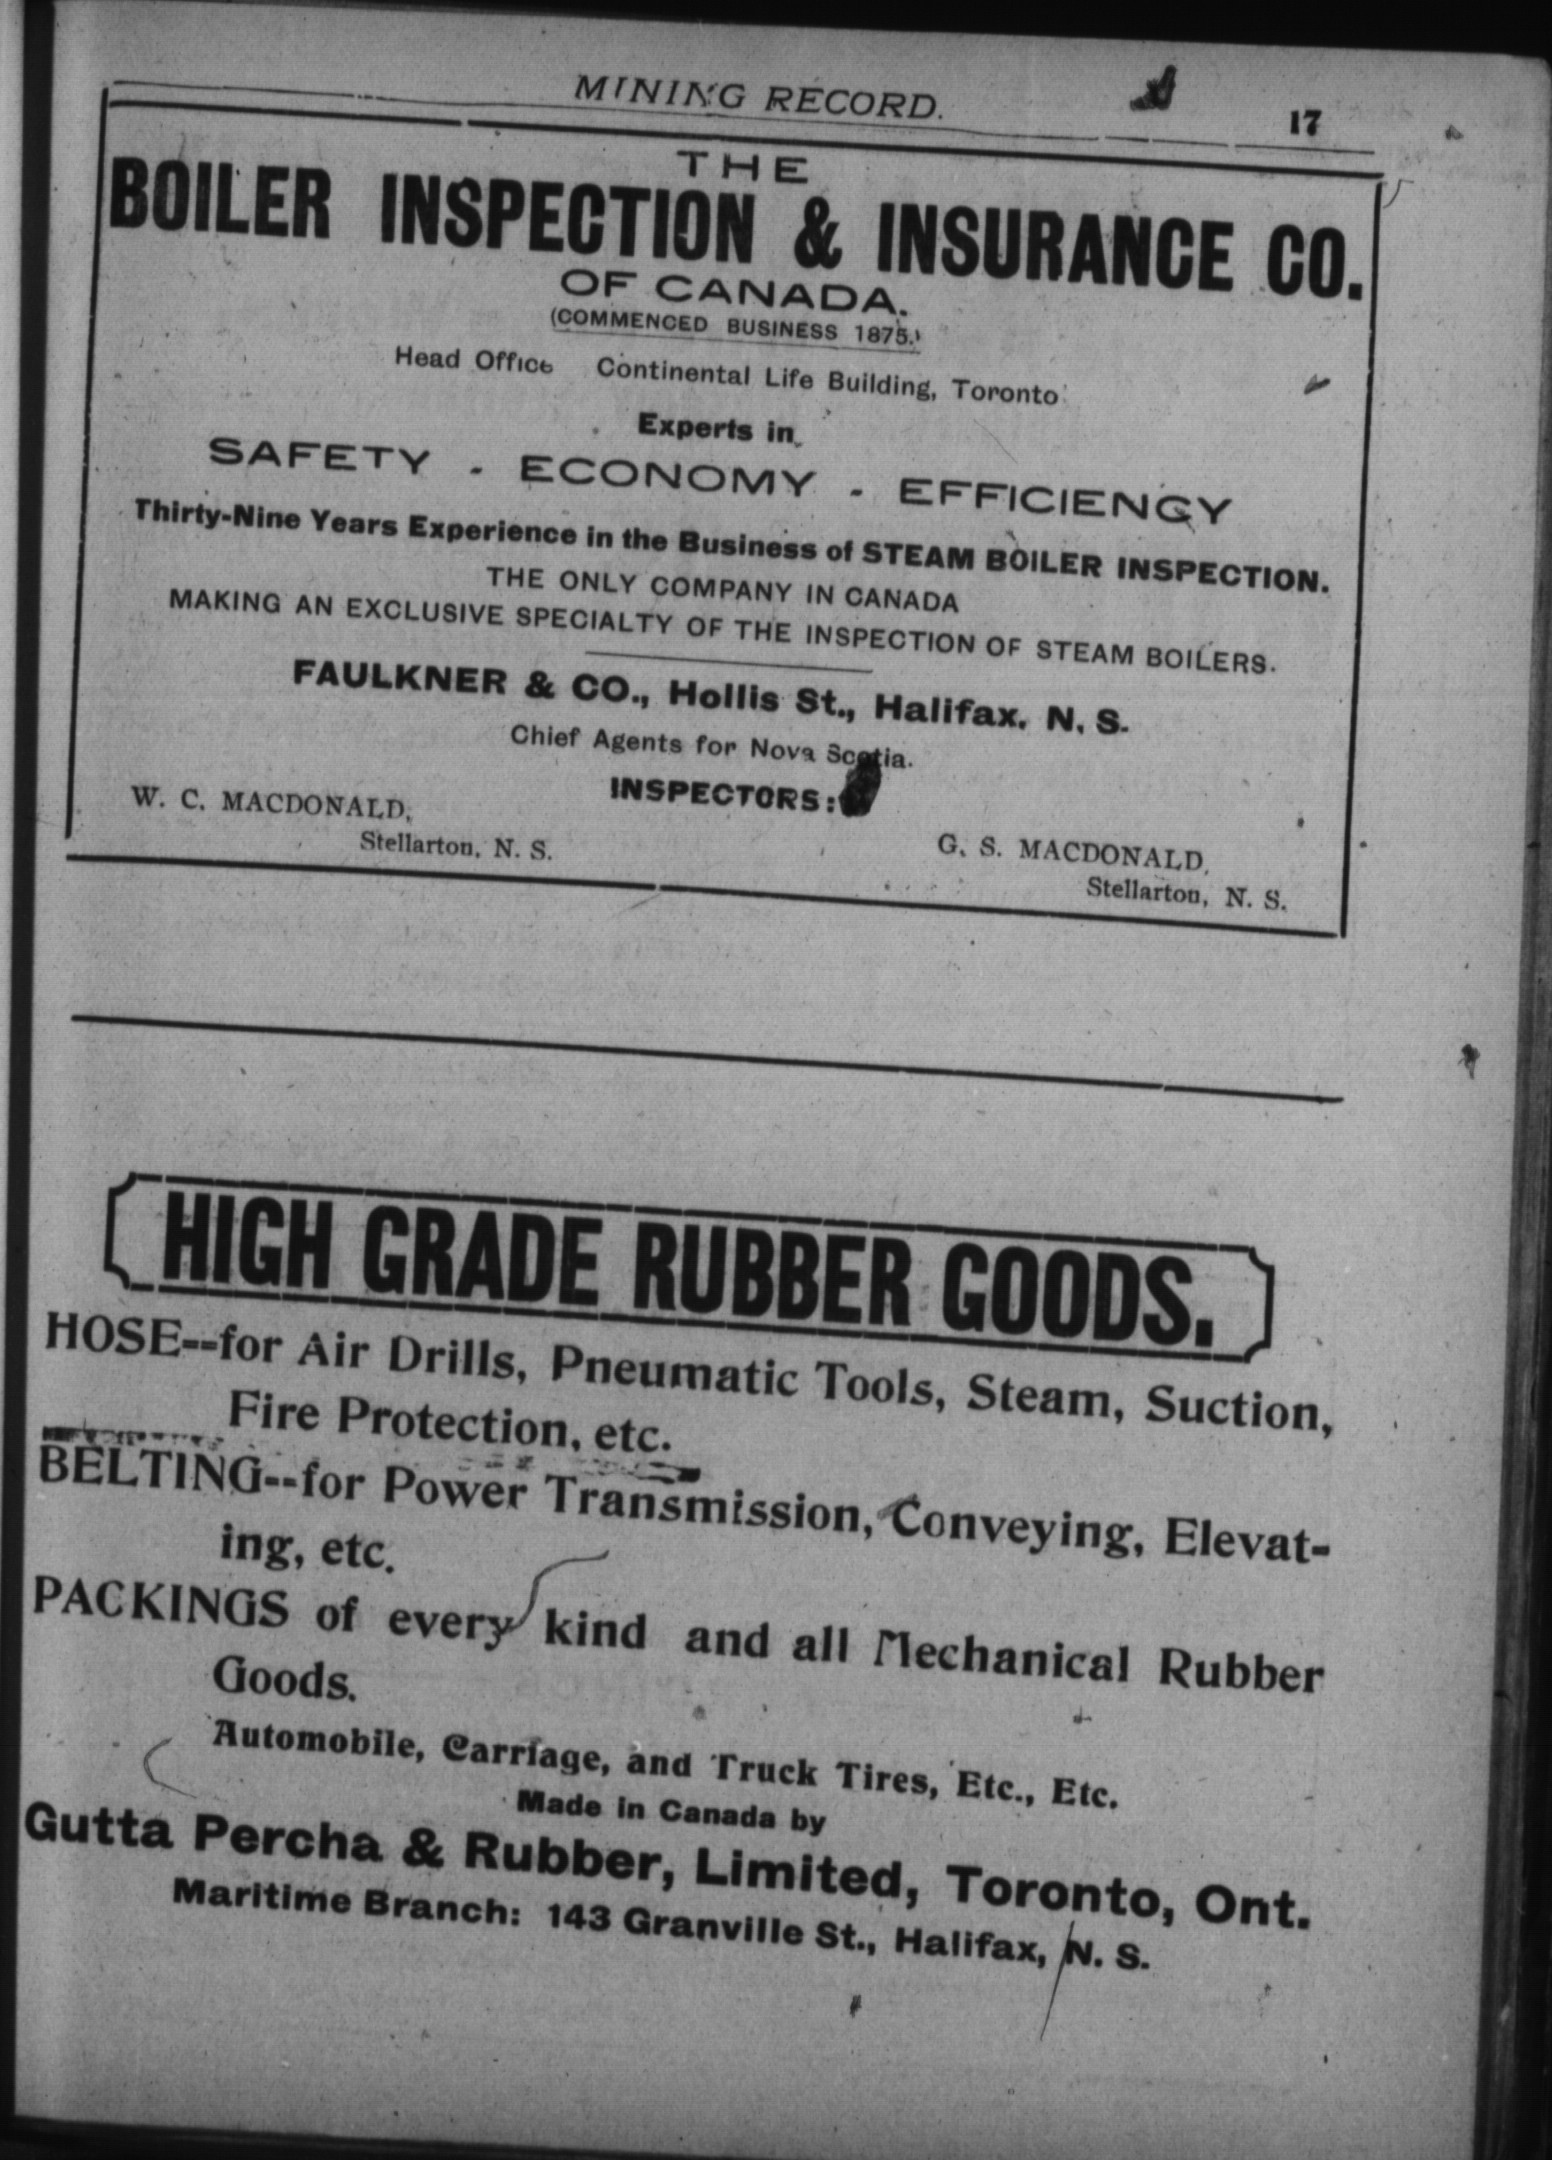 MINING RECORD.
17
THE
BOILER INSPECTION & INSURANCE CO.
OF CANADA.
(COMMENCED BUSINESS 1875.)
Head Office Continental Life Building, Toronto
Experts in
SAFETY - ECONOMY - EFFICIENCY
Thirty-Nine Years Experience in the Business of STEAM BOILER INSPECTION.
THE ONLY COMPANY IN CANADA
MAKING AN EXCLUSIVE SPECIALTY OF THE INSPECTION OF STEAM BOILERS.
FAULKNER & CO., Hollis St., Halifax. N. S.
Chief Agents for Nova Scotia.
INSPECTORS:
W. C. MACDONALD,
Stellarton, N. S.
G. S. MACDONALD,
Stellarton, N. S.
HIGH GRADE RUBBER GOODS.
HOSE--for Air Drills, Pneumatic Tools, Steam, Suction,
Fire Protection, etc.
BELTING--for Power Transmission, Conveying, Elevat-
ing, etc.
PACKINGS of every kind and all Mechanical Rubber
Goods.
Automobile, Carriage, and Truck Tires, Etc., Etc.
Made in Canada by
Gutta Percha & Rubber, Limited, Toronto, Ont.
Maritime Branch: 143 Granville St., Halifax, N. S.